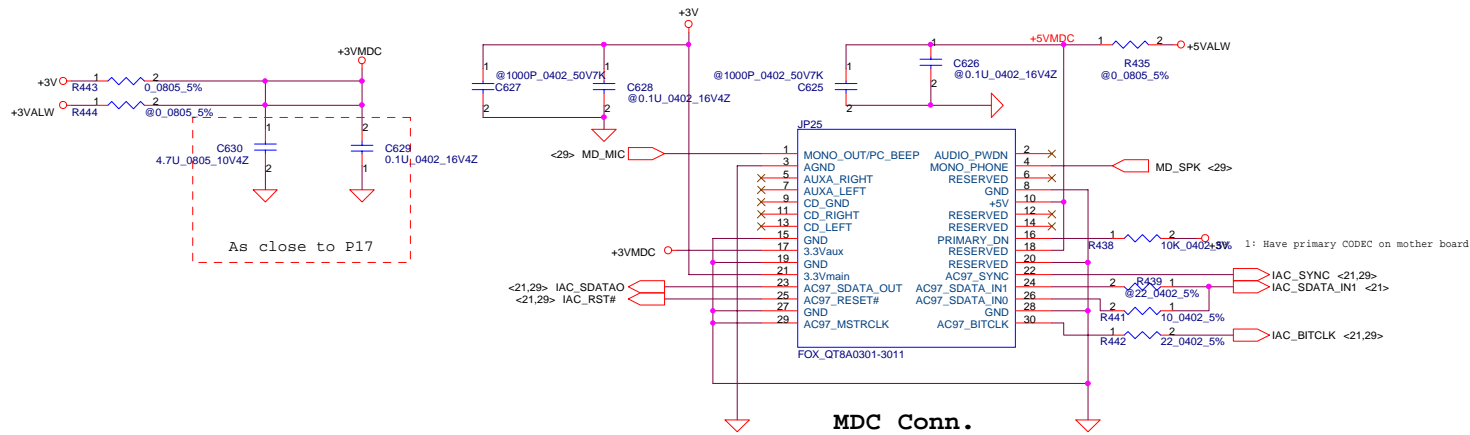 +3V
+3VMDC
+5VMDC
+5VALW
+3V
1 2
R443 0_0805_5%
+3VALW
1 2
R444 @0_0805_5%
1
C630
4.7U_0805_10V4Z
2
2
C629
0.1U_0402_16V4Z
1
As close to P17
1
@1000P_0402_50V7K
C627
2
1
C628
@0.1U_0402_16V4Z
2
1
@1000P_0402_50V7K
C625
2
1
C626
@0.1U_0402_16V4Z
2
1 2
R435
@0_0805_5%
JP25
<29> MD_MIC 1 MONO_OUT/PC_BEEP AUDIO_PWDN 2
3 AGND MONO_PHONE 4 MD_SPK <29>
5 AUXA_RIGHT RESERVED 6
7 AUXA_LEFT GND 8
9 CD_GND +5V 10
11 CD_RIGHT RESERVED 12
13 CD_LEFT RESERVED 14
15 GND PRIMARY_DN 16 1 2
R438 10K_0402_5% +3V 1: Have primary CODEC on mother board
+3VMDC 17 3.3Vaux RESERVED 18
19 GND RESERVED 20
21 3.3Vmain AC97_SYNC 22 IAC_SYNC <21,29>
<21,29> IAC_SDATAO 23 AC97_SDATA_OUT AC97_SDATA_IN1 24 2 R439 1 IAC_SDATA_IN1 <21>
@22_0402_5%
<21,29> IAC_RST# 25 AC97_RESET# AC97_SDATA_IN0 26 1 2
R441 10_0402_5%
27 GND GND 28
29 AC97_MSTRCLK AC97_BITCLK 30 1 2 IAC_BITCLK <21,29>
R442 22_0402_5%
FOX_QT8A0301-3011
MDC Conn.